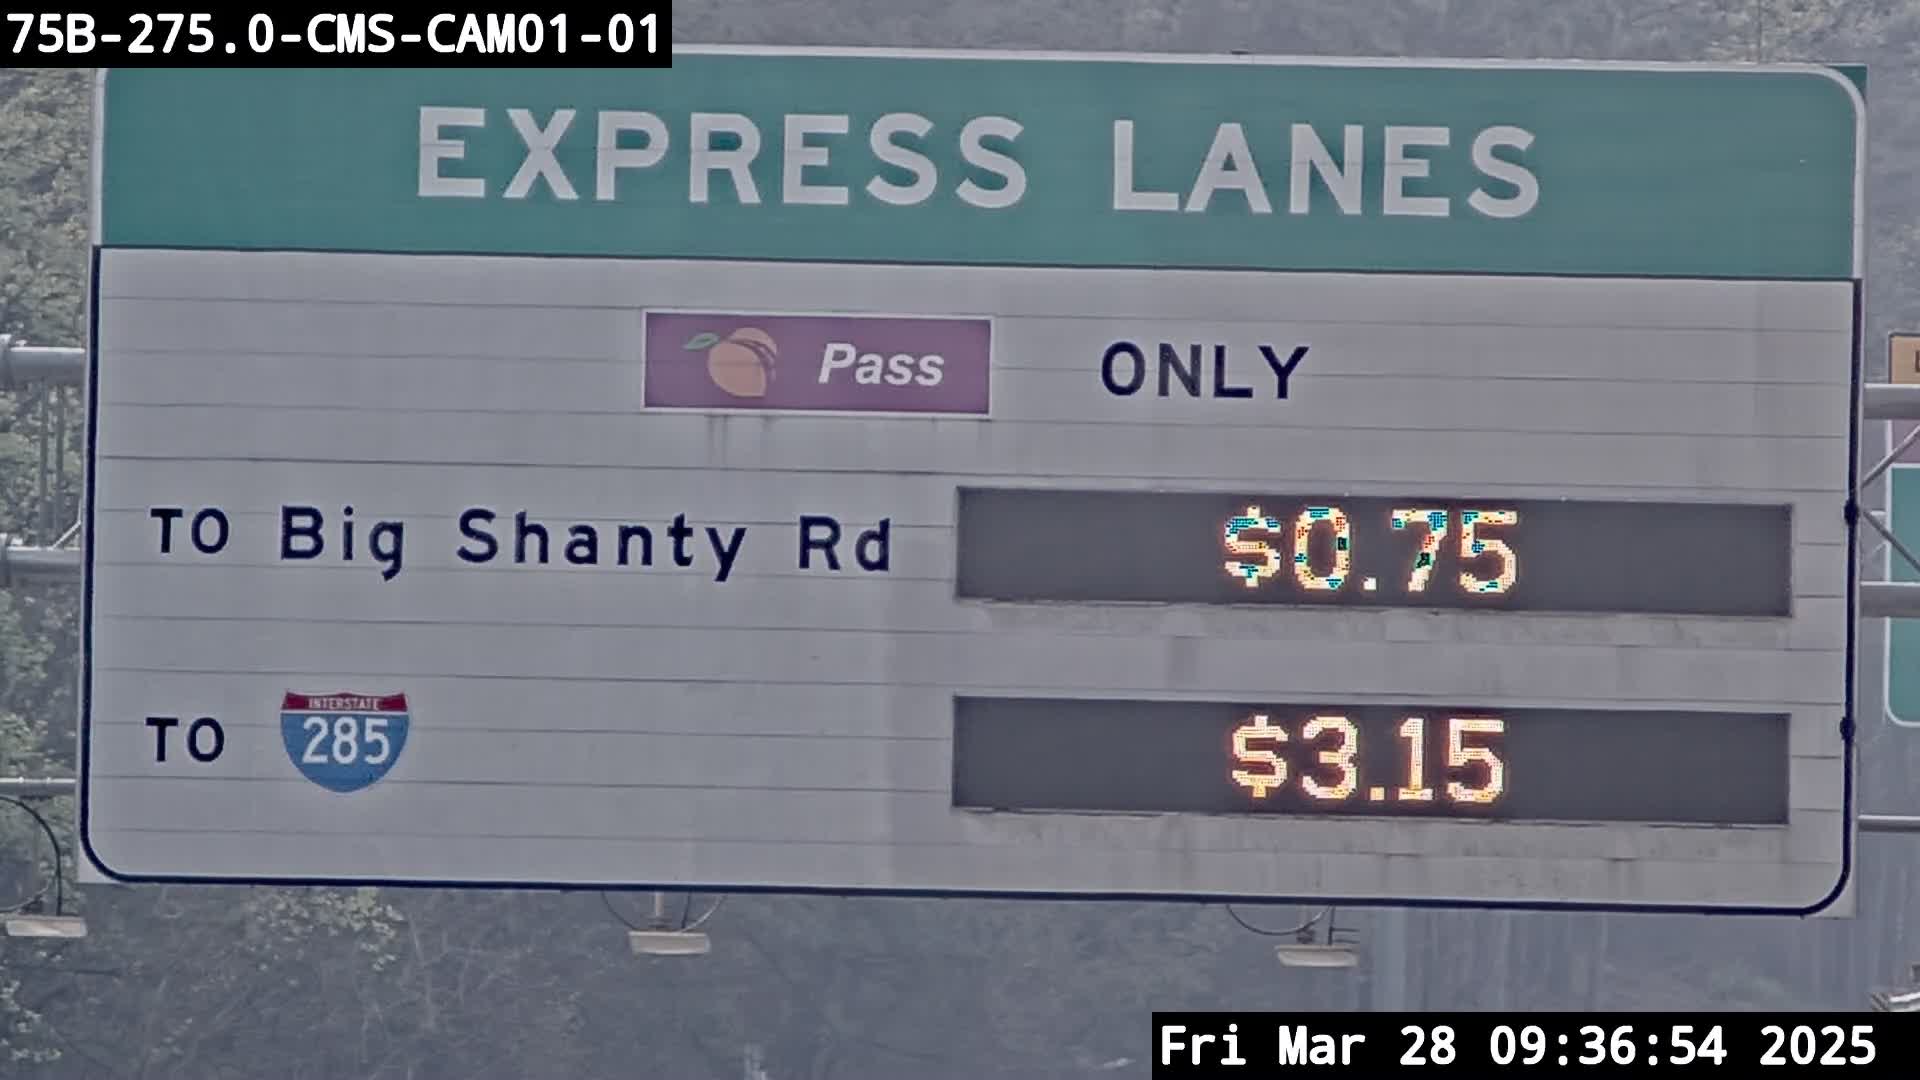 75B-275.0-CMS-CAM01-01
EXPRESS LANES
Pass ONLY
TO Big Shanty Rd $0.75
TO INTERSTATE 285 $3.15
Fri Mar 28 09:36:54 2025